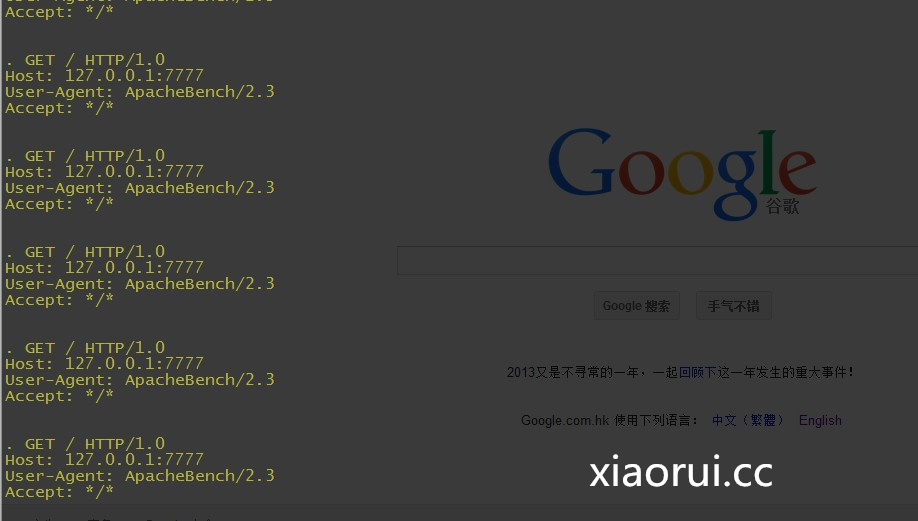 User-Agent: ApacheBench/2.3
Accept: */*
. GET / HTTP/1.0
Host: 127.0.0.1:7777
User-Agent: ApacheBench/2.3
Accept: */*
. GET / HTTP/1.0
Host: 127.0.0.1:7777
User-Agent: ApacheBench/2.3
Accept: */*
. GET / HTTP/1.0
Host: 127.0.0.1:7777
User-Agent: ApacheBench/2.3
Accept: */*
. GET / HTTP/1.0
Host: 127.0.0.1:7777
User-Agent: ApacheBench/2.3
Accept: */*
. GET / HTTP/1.0
Host: 127.0.0.1:7777
User-Agent: ApacheBench/2.3
Accept: */*
Google
谷歌
Google 搜索 手气不错
2013又是不寻常的一年，一起回顾下这一年发生的重大事件！
Google.com.hk 使用下列语言： 中文（繁體） English
xiaorui.cc